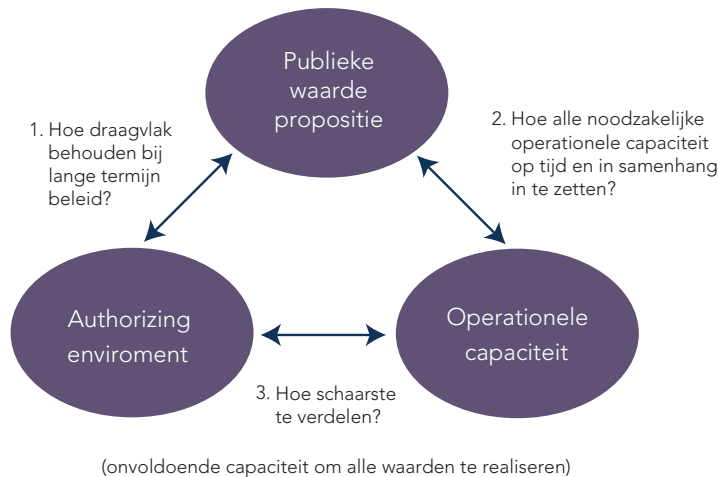 Publieke
waarde
propositie
1. Hoe draagvlak
behouden bij
lange termijn
beleid?
2. Hoe alle noodzakelijke
operationele capaciteit
op tijd en in samenhang
in te zetten?
Authorizing
enviroment
Operationele
capaciteit
3. Hoe schaarste
te verdelen?
(onvoldoende capaciteit om alle waarden te realiseren)